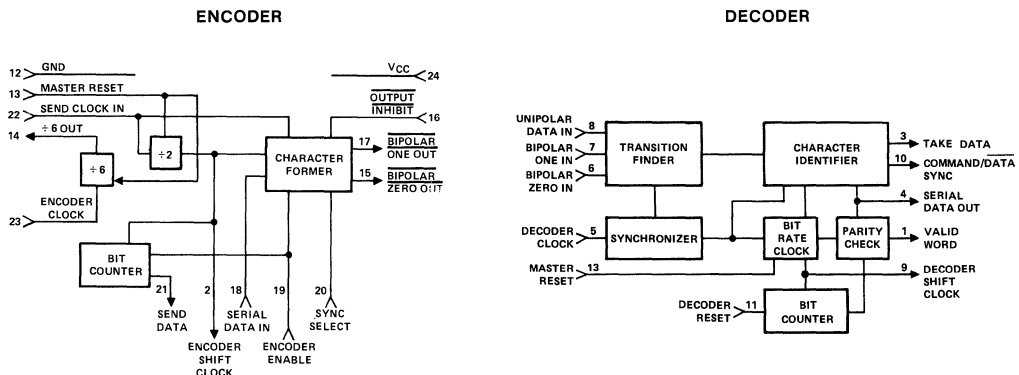 ENCODER
12 GND
VCC 24
13 MASTER RESET
22 SEND CLOCK IN
14 ÷6 OUT
OUTPUT
INHIBIT
16
÷2
÷6
CHARACTER
FORMER
17 BIPOLAR
ONE OUT
15 BIPOLAR
ZERO OUT
ENCODER
CLOCK
23
BIT
COUNTER
21
SEND
DATA
2
ENCODER
SHIFT
CLOCK
18
SERIAL
DATA IN
19
ENCODER
ENABLE
20
SYNC
SELECT
DECODER
UNIPOLAR
DATA IN
8
BIPOLAR
ONE IN
7
BIPOLAR
ZERO IN
6
TRANSITION
FINDER
CHARACTER
IDENTIFIER
3 TAKE DATA
10 COMMAND/DATA
SYNC
4 SERIAL
DATA OUT
DECODER
CLOCK
5
SYNCHRONIZER
BIT
RATE
CLOCK
PARITY
CHECK
1 VALID
WORD
MASTER
RESET
13
9 DECODER
SHIFT
CLOCK
DECODER
RESET
11
BIT
COUNTER